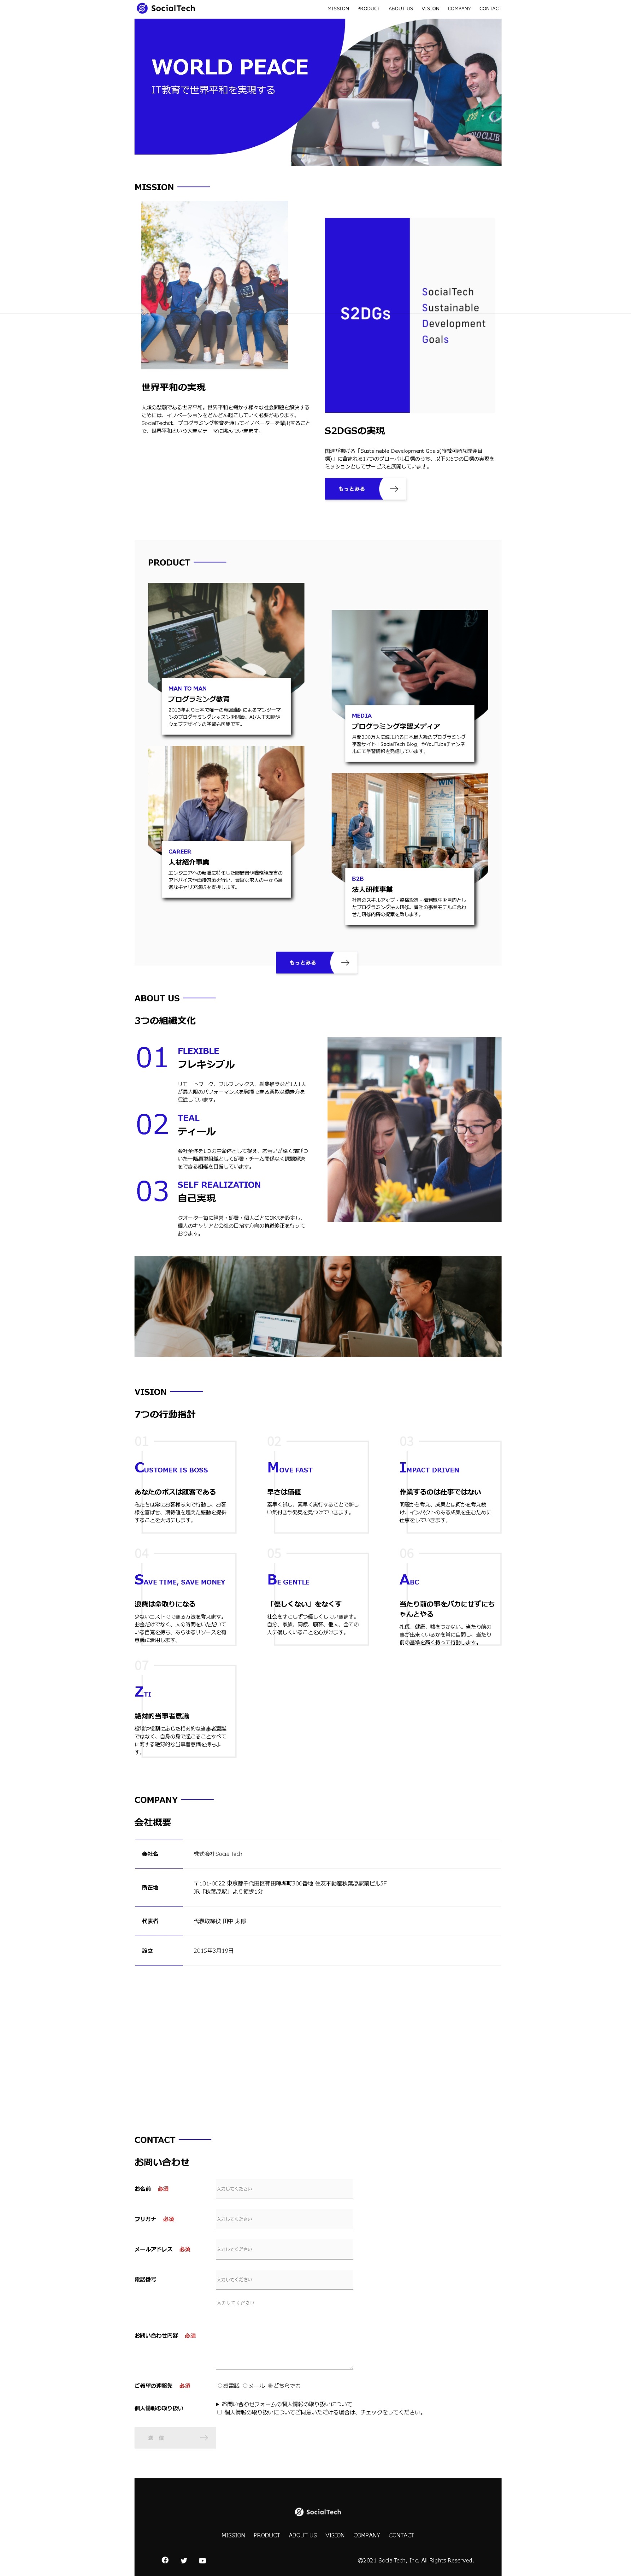 SocialTech
MISSION PRODUCT ABOUT US VISION COMPANY CONTACT
WORLD PEACE
IT教育で世界平和を実現する
MISSION
世界平和の実現
人類の悲願である世界平和。世界平和を脅かす様々な社会問題を解決する
ためには、イノベーションをどんどん起こしていく必要があります。
SocialTechは、プログラミング教育を通してイノベーターを輩出すること
で、世界平和という大きなテーマに挑んでいきます。
S2DGs
SocialTech
Sustainable
Development
Goals
S2DGSの実現
国連が掲げる「Sustainable Development Goals(持続可能な開発目
標)」に含まれる17つのグローバル目標のうち、以下の5つの目標の実現を
ミッションとしてサービスを展開しています。
もっとみる
PRODUCT
MAN TO MAN
プログラミング教育
2013年より日本で唯一の専属講師によるマンツーマ
ンのプログラミングレッスンを開始。AI/人工知能や
ウェブデザインの学習も可能です。
MEDIA
プログラミング学習メディア
月間200万人に読まれる日本最大級のプログラミング
学習サイト「SocialTech Blog」やYouTubeチャンネ
ルにて学習情報を発信しています。
CAREER
人材紹介事業
エンジニアへの転職に特化した履歴書や職務経歴書の
アドバイスや面接対策を行い、豊富な求人の中から最
適なキャリア選択を支援します。
B2B
法人研修事業
社員のスキルアップ・資格取得・福利厚生を目的とし
たプログラミング法人研修。貴社の事業モデルに合わ
せた研修内容の提案を致します。
もっとみる
ABOUT US
3つの組織文化
01
FLEXIBLE
フレキシブル
リモートワーク、フルフレックス、副業推奨など1人1人
が最大限のパフォーマンスを発揮できる柔軟な働き方を
促進しています。
02
TEAL
ティール
会社全体を1つの生命体として捉え、お互いが深く結びつ
いた一階層型組織として部署・チーム関係なく課題解決
をできる組織を目指しています。
03
SELF REALIZATION
自己実現
クオーター毎に経営・部署・個人ごとにOKRを設定し、
個人のキャリアと会社の目指す方向の軌道修正を行って
おります。
VISION
7つの行動指針
01
CUSTOMER IS BOSS
あなたのボスは顧客である
私たちは常にお客様志向で行動し、お客
様を喜ばせ、期待値を超えた感動を提供
することを大切にします。
02
MOVE FAST
早さは価値
素早く試し、素早く実行することで新し
い気付きや発見を見つけていきます。
03
IMPACT DRIVEN
作業するのは仕事ではない
問題から考え、成果とは何かを考え続
け、インパクトのある成果を生むために
仕事をしていきます。
04
SAVE TIME, SAVE MONEY
浪費は命取りになる
少ないコストでできる方法を考えます。
お金だけでなく、人の時間をいただいて
いる自覚を持ち、あらゆるリソースを有
意義に活用します。
05
BE GENTLE
「優しくない」をなくす
社会をすこしずつ優しくしていきます。
自分、家族、同僚、顧客、他人、全ての
人に優しくいることを心がけます。
06
ABC
当たり前の事をバカにせずにち
ゃんとやる
礼儀、健康、嘘をつかない。当たり前の
事が出来ているかを常に自問し、当たり
前の基準を高く持って行動します。
07
ZTI
絶対的当事者意識
役職や役割に応じた相対的な当事者意識
ではなく、自身の身で起こることすべて
に対する絶対的な当事者意識を持ちま
す。
COMPANY
会社概要
会社名 株式会社SocialTech
所在地 〒101-0022 東京都千代田区神田練塀町300番地 住友不動産秋葉原駅前ビル5F
JR「秋葉原駅」より徒歩1分
代表者 代表取締役 田中 太郎
設立 2015年3月19日
CONTACT
お問い合わせ
お名前 必須 入力してください
フリガナ 必須 入力してください
メールアドレス 必須 入力してください
電話番号 入力してください
お問い合わせ内容 必須 入力してください
ご希望の連絡先 必須 お電話 メール どちらでも
個人情報の取り扱い お問い合わせフォームの個人情報の取り扱いについて
個人情報の取り扱いについてご同意いただける場合は、チェックをしてください。
送 信
SocialTech
MISSION PRODUCT ABOUT US VISION COMPANY CONTACT
©2021 SocialTech, Inc. All Rights Reserved.